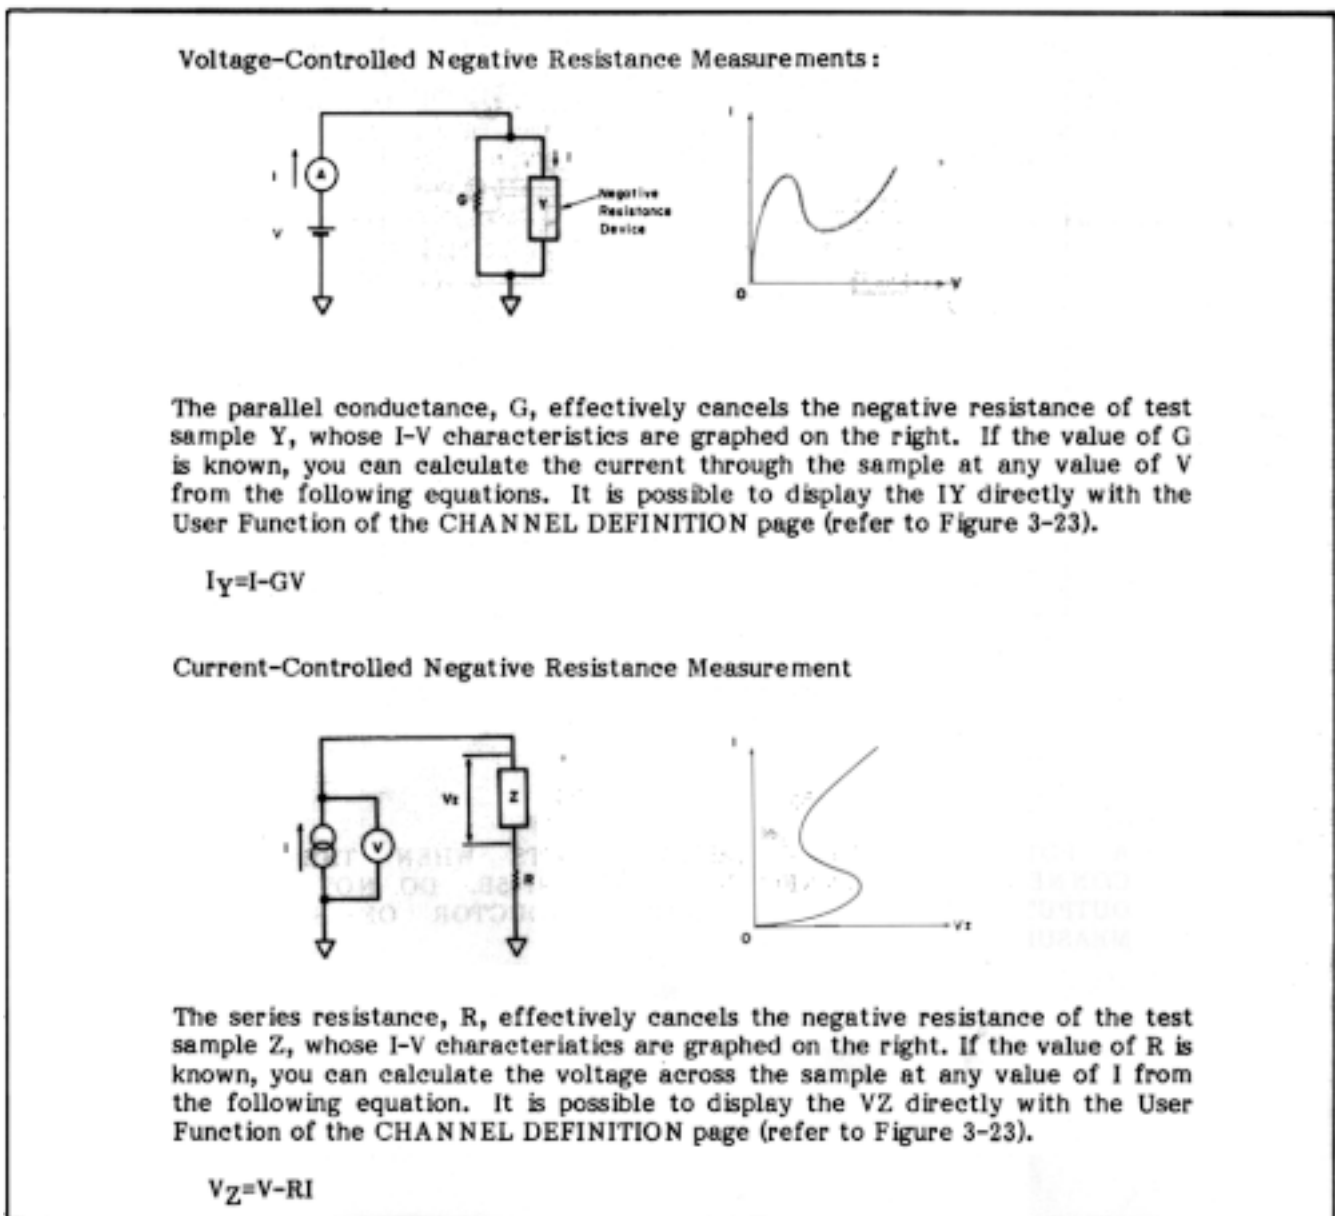 Voltage-Controlled Negative Resistance Measurements:
I
A
V
G
I
Y
Negative
Resistance
Device
I
O
V
The parallel conductance, G, effectively cancels the negative resistance of test
sample Y, whose I-V characteristics are graphed on the right. If the value of G
is known, you can calculate the current through the sample at any value of V
from the following equations. It is possible to display the IY directly with the
User Function of the CHANNEL DEFINITION page (refer to Figure 3-23).
IY=I-GV
Current-Controlled Negative Resistance Measurement
I
V
Vz
Z
R
I
O
Vz
The series resistance, R, effectively cancels the negative resistance of the test
sample Z, whose I-V characteriatics are graphed on the right. If the value of R is
known, you can calculate the voltage across the sample at any value of I from
the following equation. It is possible to display the VZ directly with the User
Function of the CHANNEL DEFINITION page (refer to Figure 3-23).
VZ=V-RI